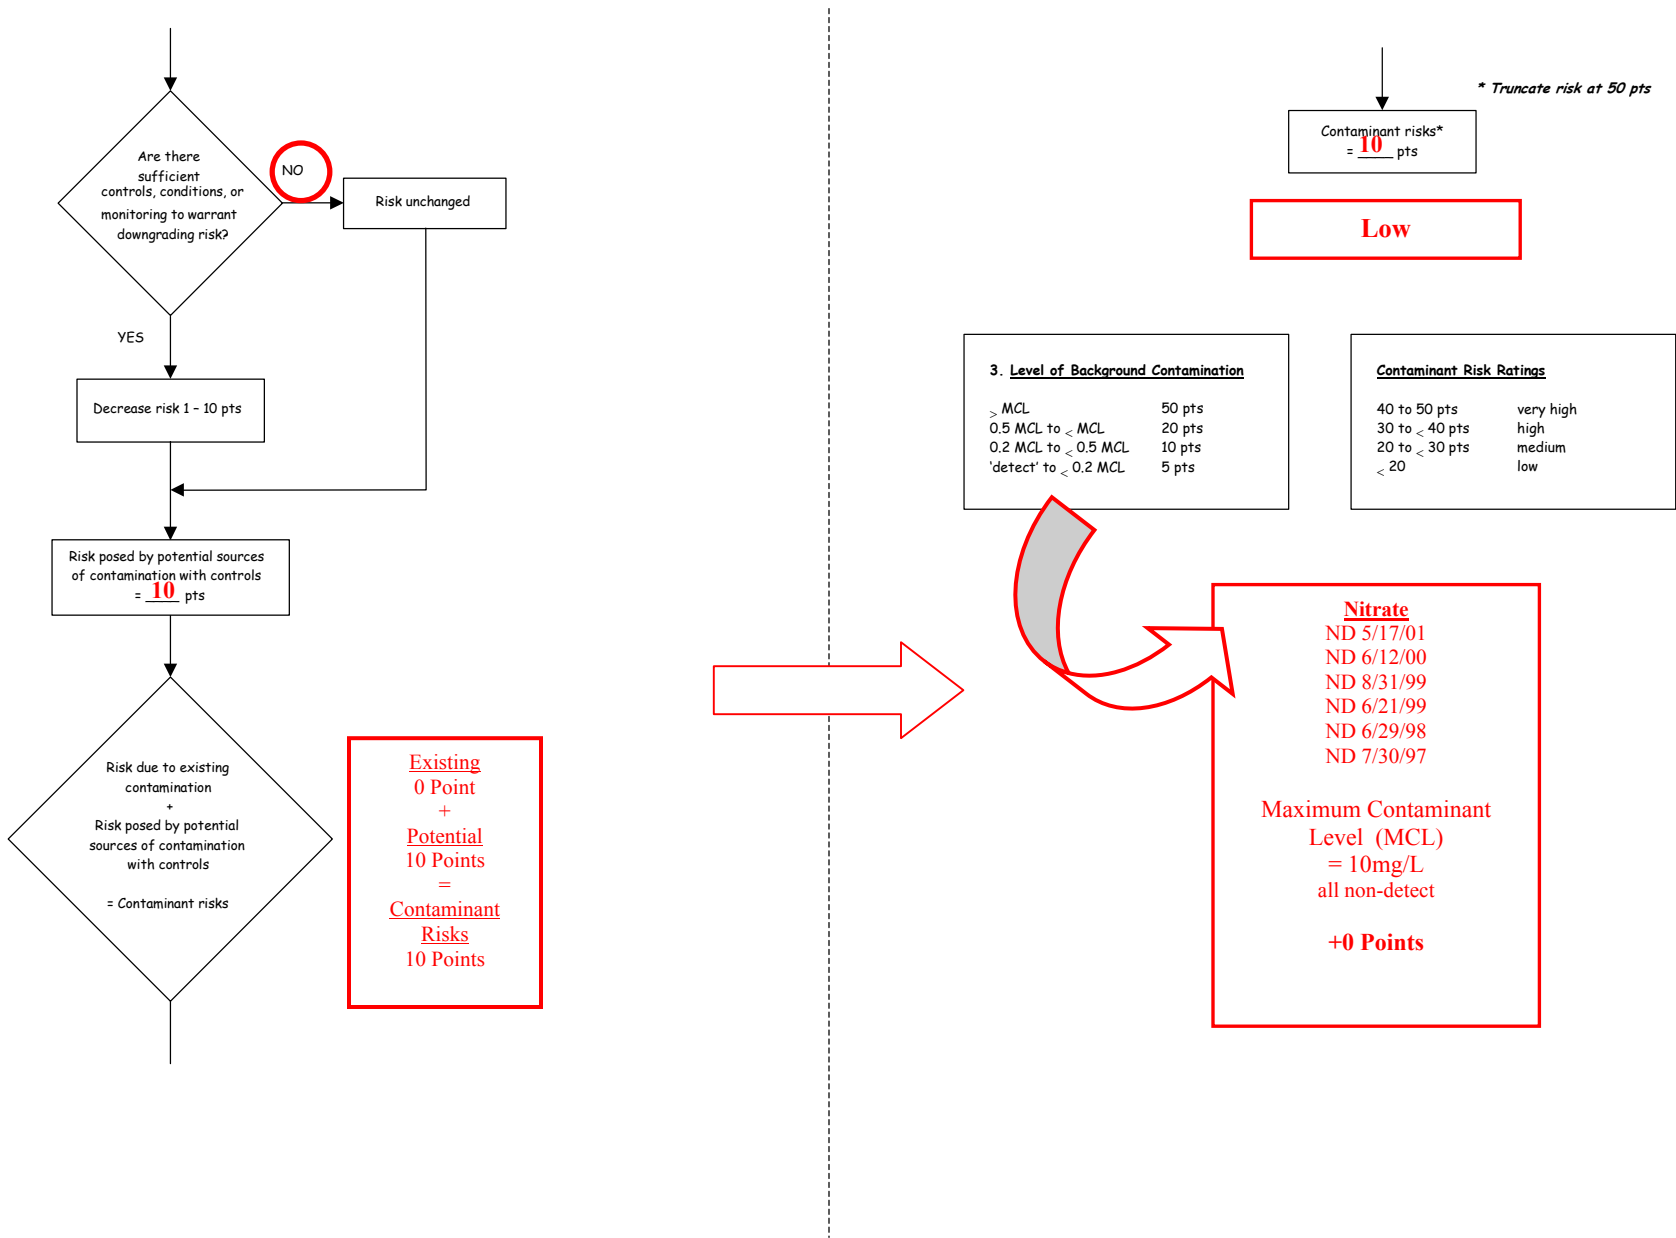 Are there
sufficient
controls, conditions, or
monitoring to warrant
downgrading risk?
NO
Risk unchanged
YES
Decrease risk 1 – 10 pts
Risk posed by potential sources
of contamination with controls
= 10 pts
Risk due to existing
contamination
+
Risk posed by potential
sources of contamination
with controls
= Contaminant risks
Existing
0 Point
+
Potential
10 Points
=
Contaminant
Risks
10 Points
* Truncate risk at 50 pts
Contaminant risks*
= 10 pts
Low
3. Level of Background Contamination
> MCL 50 pts
0.5 MCL to < MCL 20 pts
0.2 MCL to < 0.5 MCL 10 pts
'detect' to < 0.2 MCL 5 pts
Contaminant Risk Ratings
40 to 50 pts very high
30 to < 40 pts high
20 to < 30 pts medium
< 20 low
Nitrate
ND 5/17/01
ND 6/12/00
ND 8/31/99
ND 6/21/99
ND 6/29/98
ND 7/30/97
Maximum Contaminant
Level (MCL)
= 10mg/L
all non-detect
+0 Points